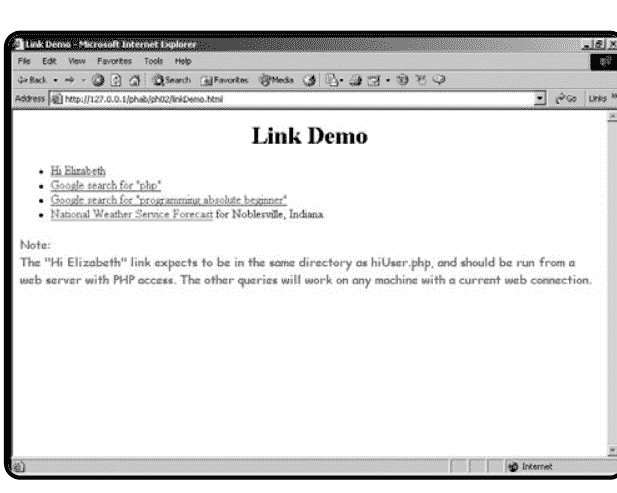 Link Demo - Microsoft Internet Explorer
File Edit View Favorites Tools Help
Back Search Favorites Media
Address http://127.0.0.1/phab/ph02/linkDemo.html Go Links »
Link Demo
• Hi Elizabeth
• Google search for "php"
• Google search for "programming absolute beginner"
• National Weather Service Forecast for Noblesville, Indiana.
Note:
The "Hi Elizabeth" link expects to be in the same directory as hiUser.php, and should be run from a
web server with PHP access. The other queries will work on any machine with a current web connection.
Internet